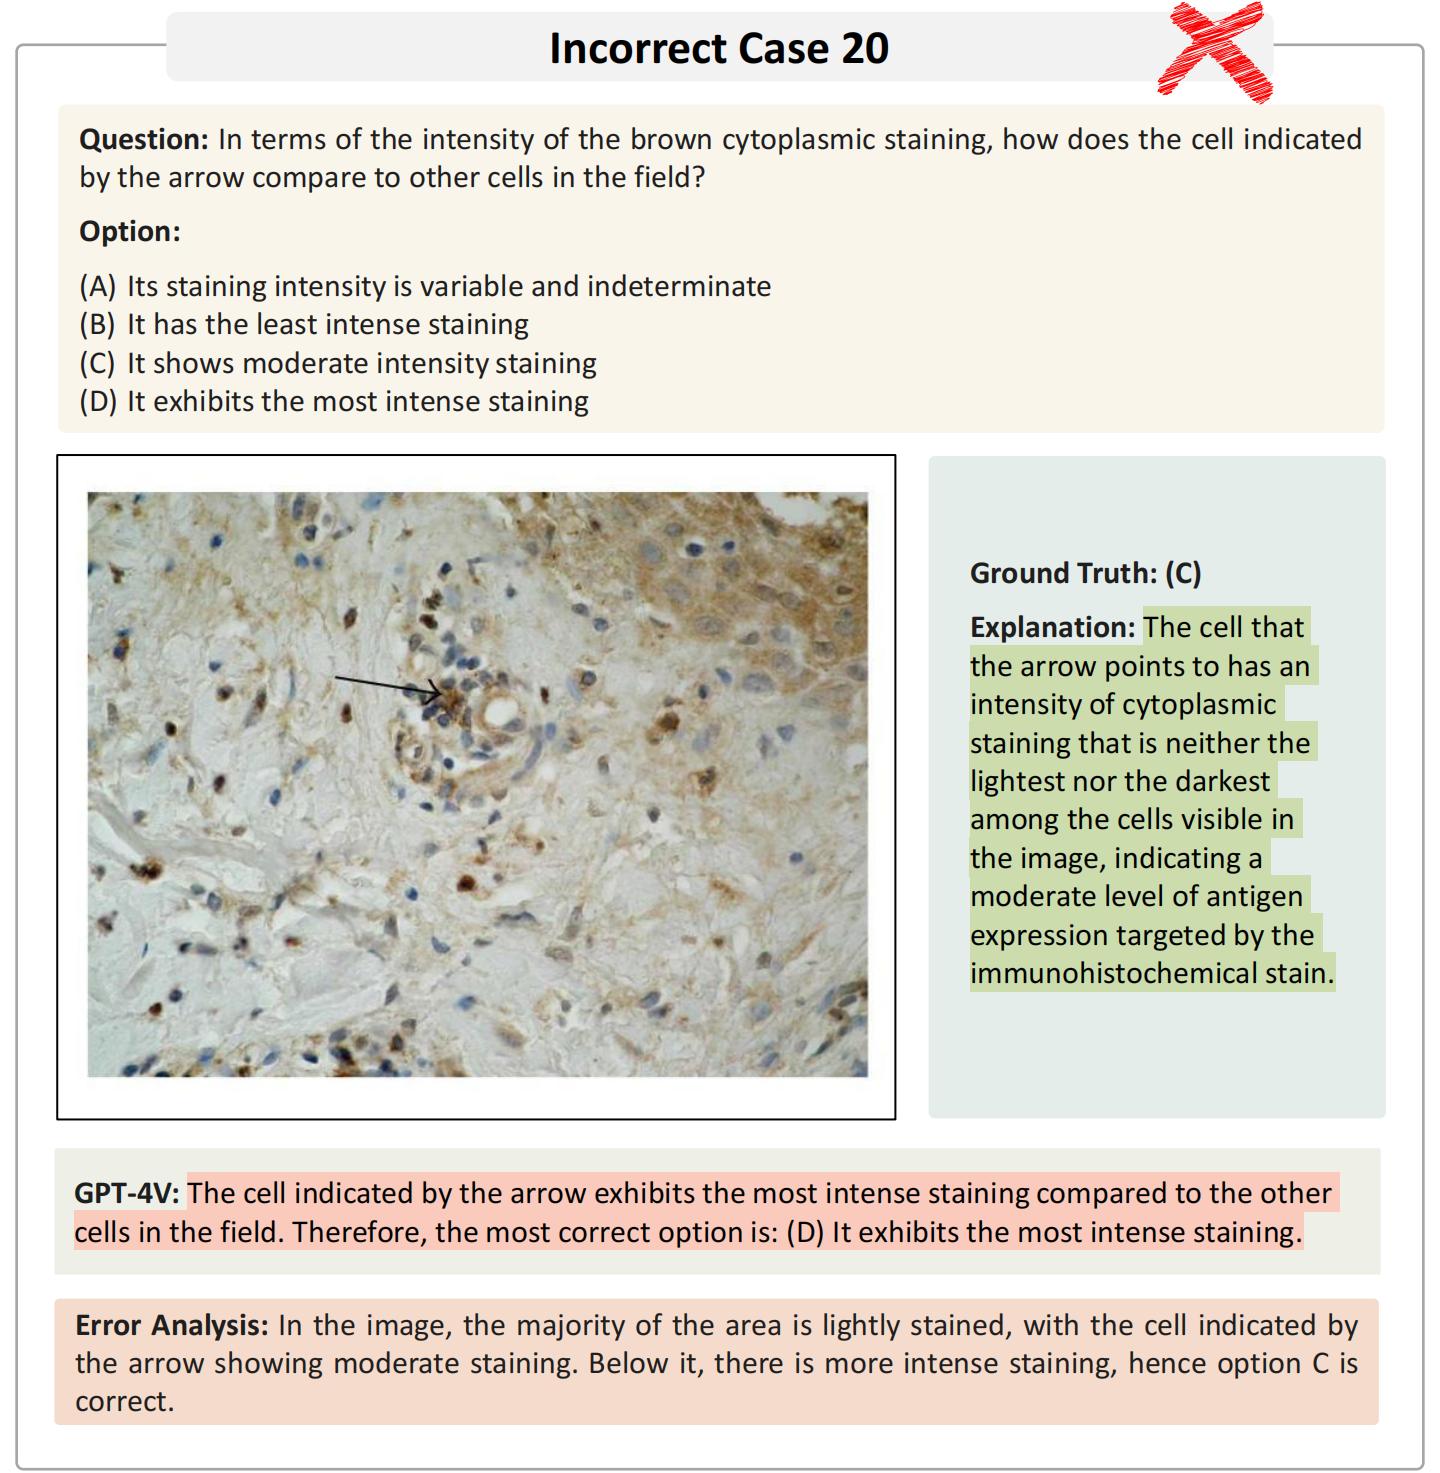 Incorrect Case 20
Question: In terms of the intensity of the brown cytoplasmic staining, how does the cell indicated
by the arrow compare to other cells in the field?
Option:
(A) Its staining intensity is variable and indeterminate
(B) It has the least intense staining
(C) It shows moderate intensity staining
(D) It exhibits the most intense staining
Ground Truth: (C)
Explanation: The cell that
the arrow points to has an
intensity of cytoplasmic
staining that is neither the
lightest nor the darkest
among the cells visible in
the image, indicating a
moderate level of antigen
expression targeted by the
immunohistochemical stain.
GPT-4V: The cell indicated by the arrow exhibits the most intense staining compared to the other
cells in the field. Therefore, the most correct option is: (D) It exhibits the most intense staining.
Error Analysis: In the image, the majority of the area is lightly stained, with the cell indicated by
the arrow showing moderate staining. Below it, there is more intense staining, hence option C is
correct.